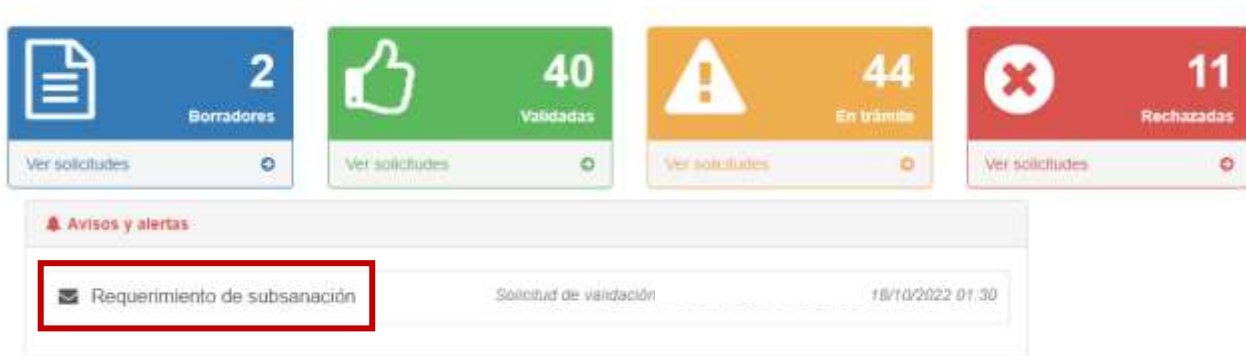 2
Borradores
Ver solicitudes
40
Validadas
Ver solicitudes
44
En trámite
Ver solicitudes
11
Rechazadas
Ver solicitudes
Avisos y alertas
Requerimiento de subsanación Solicitud de validación 18/10/2022 01:30